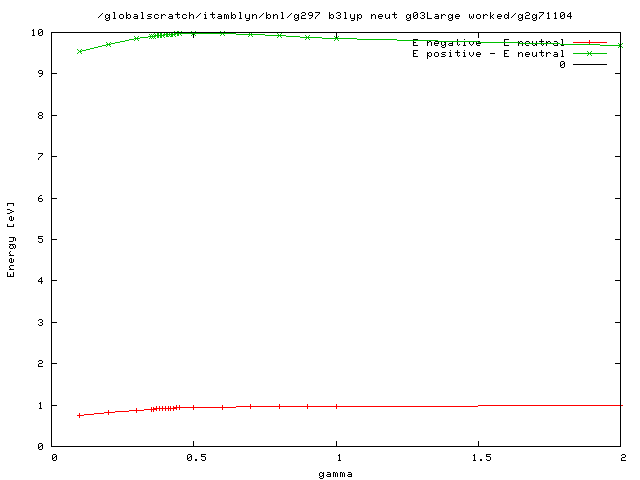 /globalscratch/itamblyn/bnl/g297 b3lyp neut g03Large worked/g2g71104
E negative - E neutral
E positive - E neutral
0
10
9
8
7
6
5
4
3
2
1
0
Energy [eV]
0 0.5 1 1.5 2
gamma